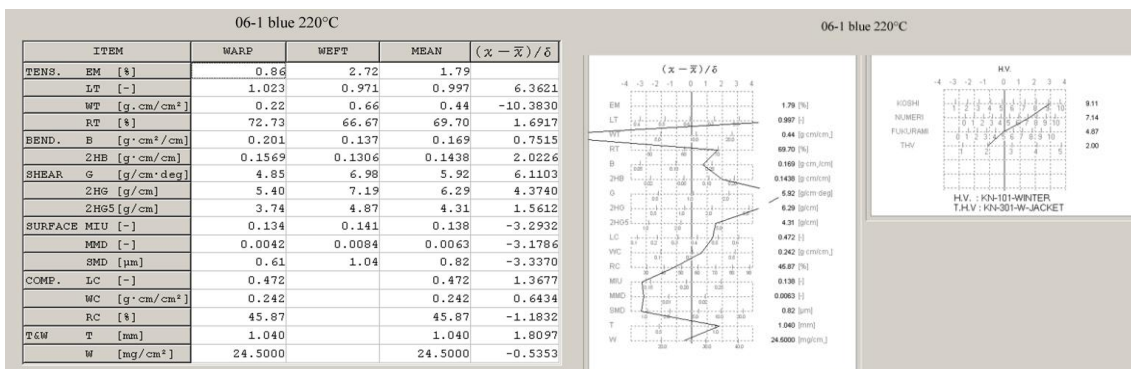 06-1 blue 220°C
ITEM WARP WEFT MEAN (x − x̄)/δ
TENS. EM [%] 0.86 2.72 1.79
LT [-] 1.023 0.971 0.997 6.3621
WT [g.cm/cm²] 0.22 0.66 0.44 -10.3830
RT [%] 72.73 66.67 69.70 1.6917
BEND. B [g·cm²/cm] 0.201 0.137 0.169 0.7515
2HB [g·cm/cm] 0.1569 0.1306 0.1438 2.0226
SHEAR G [g/cm·deg] 4.85 6.98 5.92 6.1103
2HG [g/cm] 5.40 7.19 6.29 4.3740
2HG5 [g/cm] 3.74 4.87 4.31 1.5612
SURFACE MIU [-] 0.134 0.141 0.138 -3.2932
MMD [-] 0.0042 0.0084 0.0063 -3.1786
SMD [µm] 0.61 1.04 0.82 -3.3370
COMP. LC [-] 0.472 0.472 1.3677
WC [g·cm/cm²] 0.242 0.242 0.6434
RC [%] 45.87 45.87 -1.1832
T&W T [mm] 1.040 1.040 1.8097
W [mg/cm²] 24.5000 24.5000 -0.5353
06-1 blue 220°C
(x − x̄)/δ
-4 -3 -2 -1 0 1 2 3 4
EM 1.79 [%]
LT 0.997 [-]
WT 0.44 [g·cm/cm,]
RT 69.70 [%]
B 0.169 [g·cm,/cm]
2HB 0.1438 [g·cm/cm]
G 5.92 [g/cm·deg]
2HG 6.29 [g/cm]
2HG5 4.31 [g/cm]
LC 0.472 [-]
WC 0.242 [g·cm/cm,]
RC 45.87 [%]
MIU 0.138 [-]
MMD 0.0063 [-]
SMD 0.82 [µm]
T 1.040 [mm]
W 24.5000 [mg/cm,]
H.V.
-4 -3 -2 -1 0 1 2 3 4
KOSHI 9.11
NUMERI 7.14
FUKURAMI 4.87
THV 1 2 3 4 5 2.00
H.V. : KN-101-WINTER
T.H.V : KN-301-W-JACKET